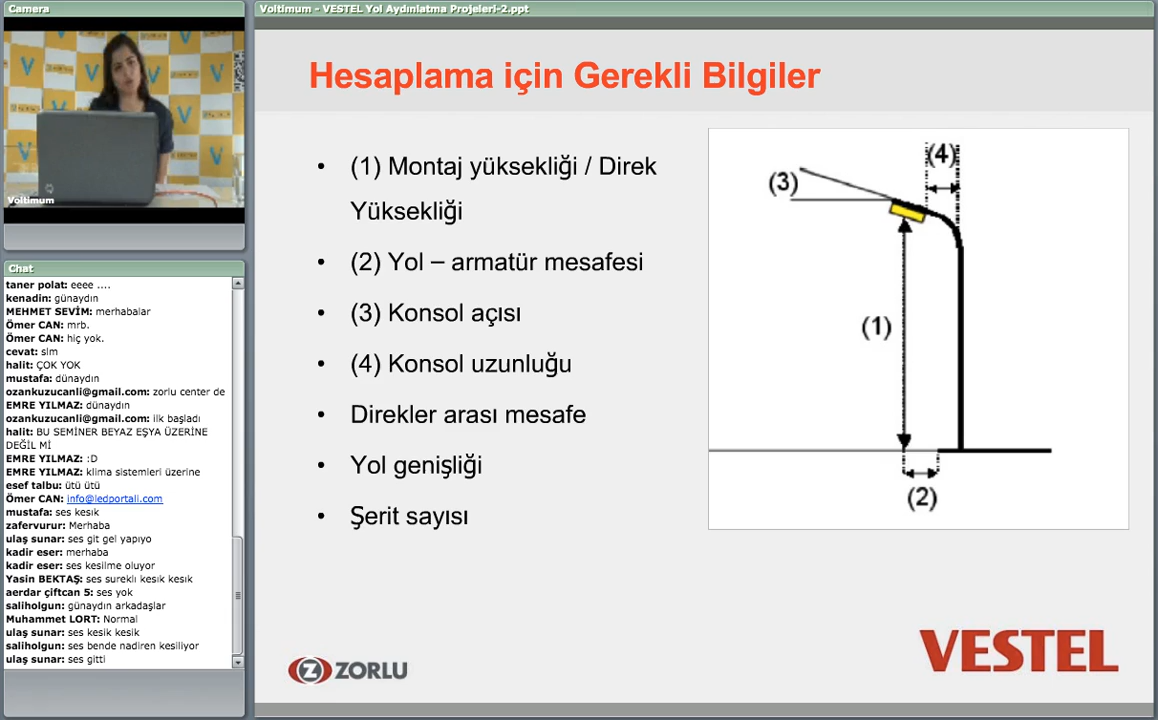 Camera
Voltimum
Chat
taner polat: eeee ....
kenadin: günaydın
MEHMET SEVİM: merhabalar
Ömer CAN: mrb.
Ömer CAN: hiç yok.
cevat: slm
halit: ÇOK YOK
mustafa: dünaydın
ozankuzucanli@gmail.com: zorlu center de
EMRE YILMAZ: dünaydın
ozankuzucanli@gmail.com: ilk başladı
halit: BU SEMİNER BEYAZ EŞYA ÜZERİNE
DEĞİL Mİ
EMRE YILMAZ: :D
EMRE YILMAZ: klima sistemleri üzerine
esef talbu: ütü ütü
Ömer CAN: info@ledportali.com
mustafa: ses kesık
zafervurur: Merhaba
ulaş sunar: ses git gel yapıyo
kadir eser: merhaba
kadir eser: ses kesilme oluyor
Yasin BEKTAŞ: ses sureklı kesık kesık
aerdar çiftcan 5: ses yok
saliholgun: günaydın arkadaşlar
Muhammet LORT: Normal
ulaş sunar: ses kesik kesik
saliholgun: ses bende nadiren kesiliyor
ulaş sunar: ses gitti
Voltimum - VESTEL Yol Aydınlatma Projeleri-2.ppt
Hesaplama için Gerekli Bilgiler
• (1) Montaj yüksekliği / Direk
Yüksekliği
• (2) Yol – armatür mesafesi
• (3) Konsol açısı
• (4) Konsol uzunluğu
• Direkler arası mesafe
• Yol genişliği
• Şerit sayısı
(4)
(3)
(1)
(2)
ZORLU
VESTEL